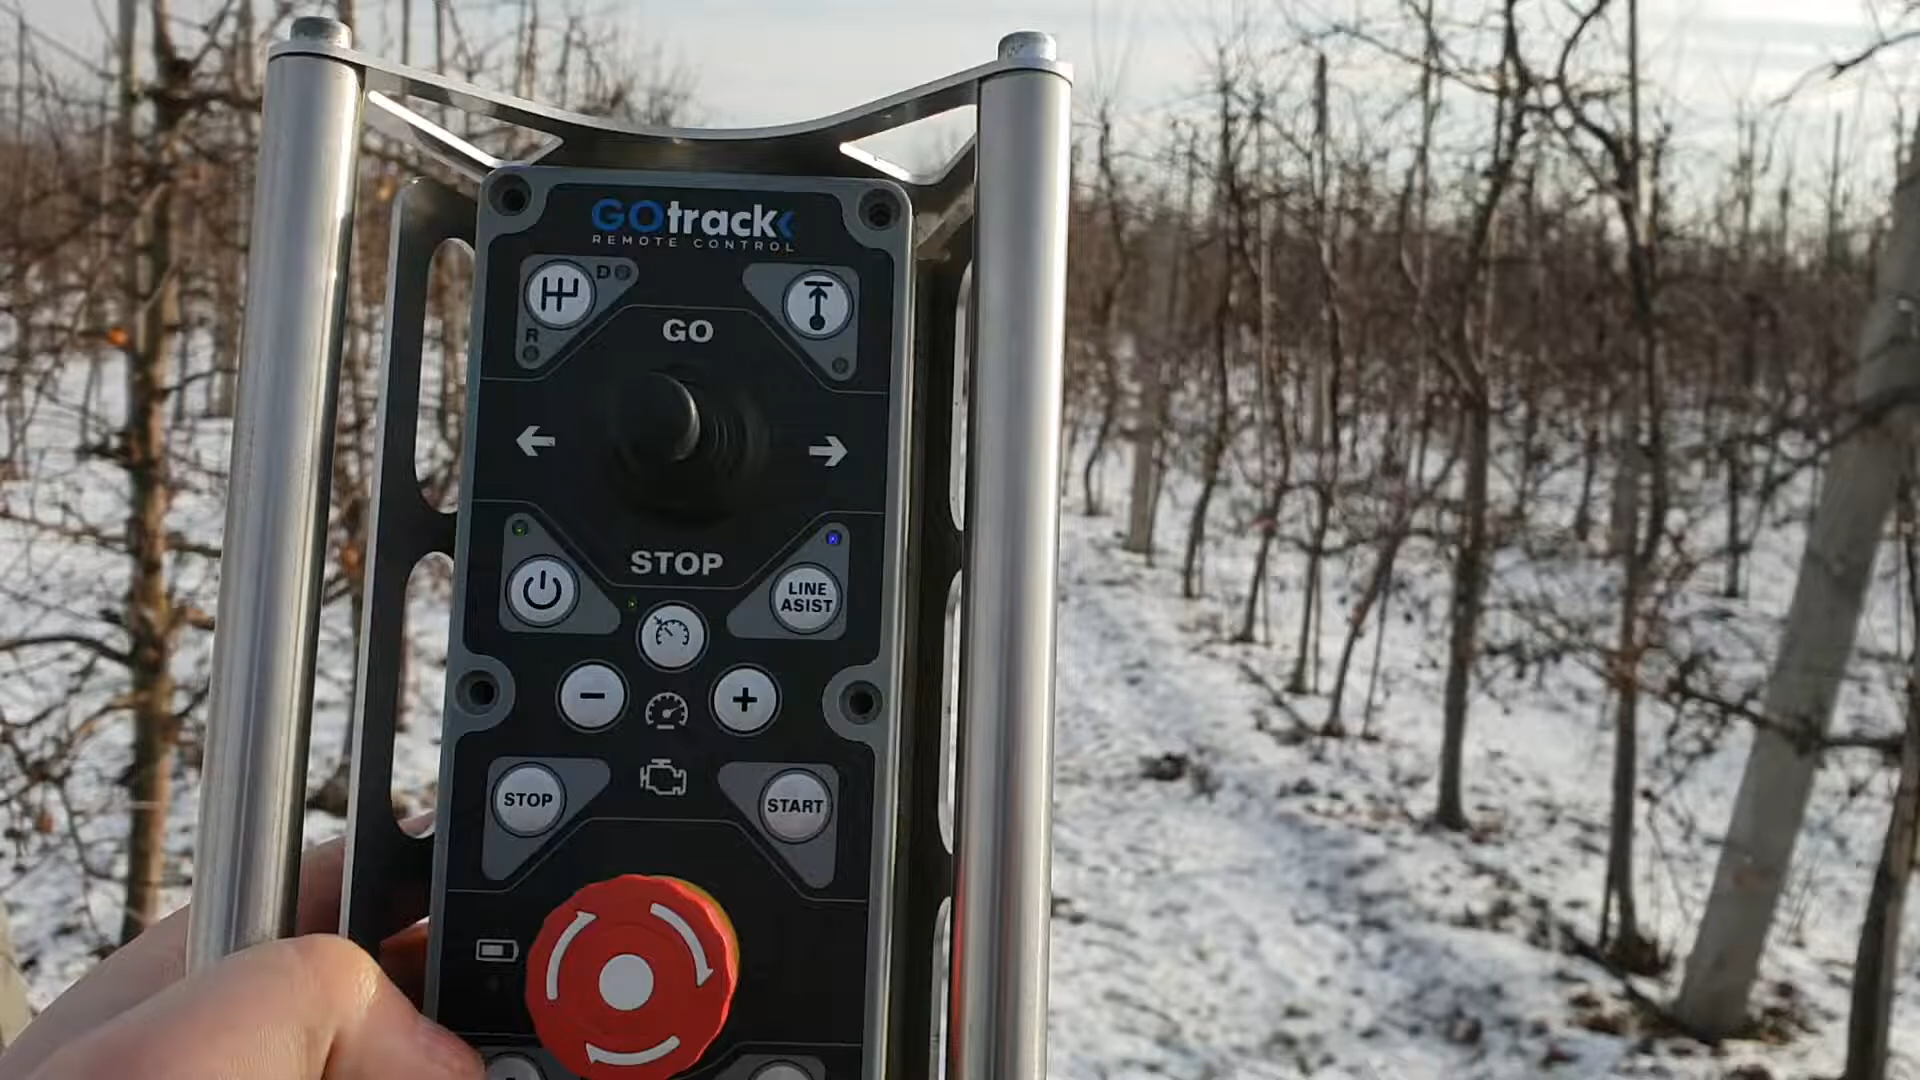 GOtrack
REMOTE CONTROL
D
R
GO
STOP
LINE
ASIST
- +
STOP
START